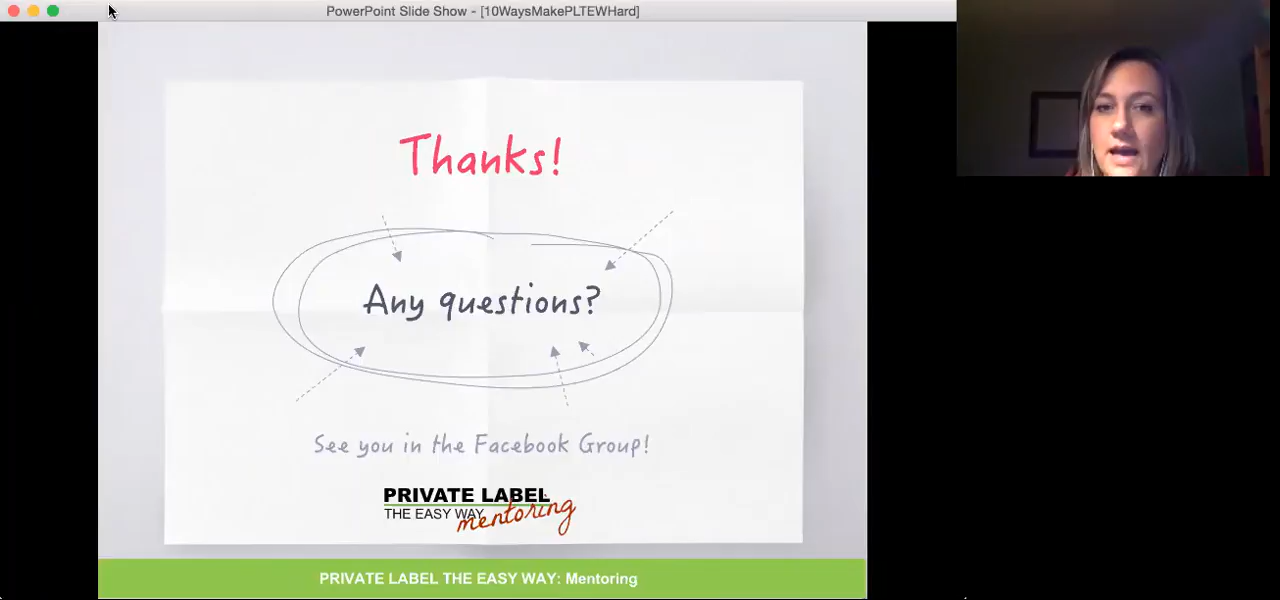 PowerPoint Slide Show - [10WaysMakePLTEWHard]
Thanks!
Any questions?
See you in the Facebook Group!
PRIVATE LABEL
THE EASY WAY
mentoring
PRIVATE LABEL THE EASY WAY: Mentoring